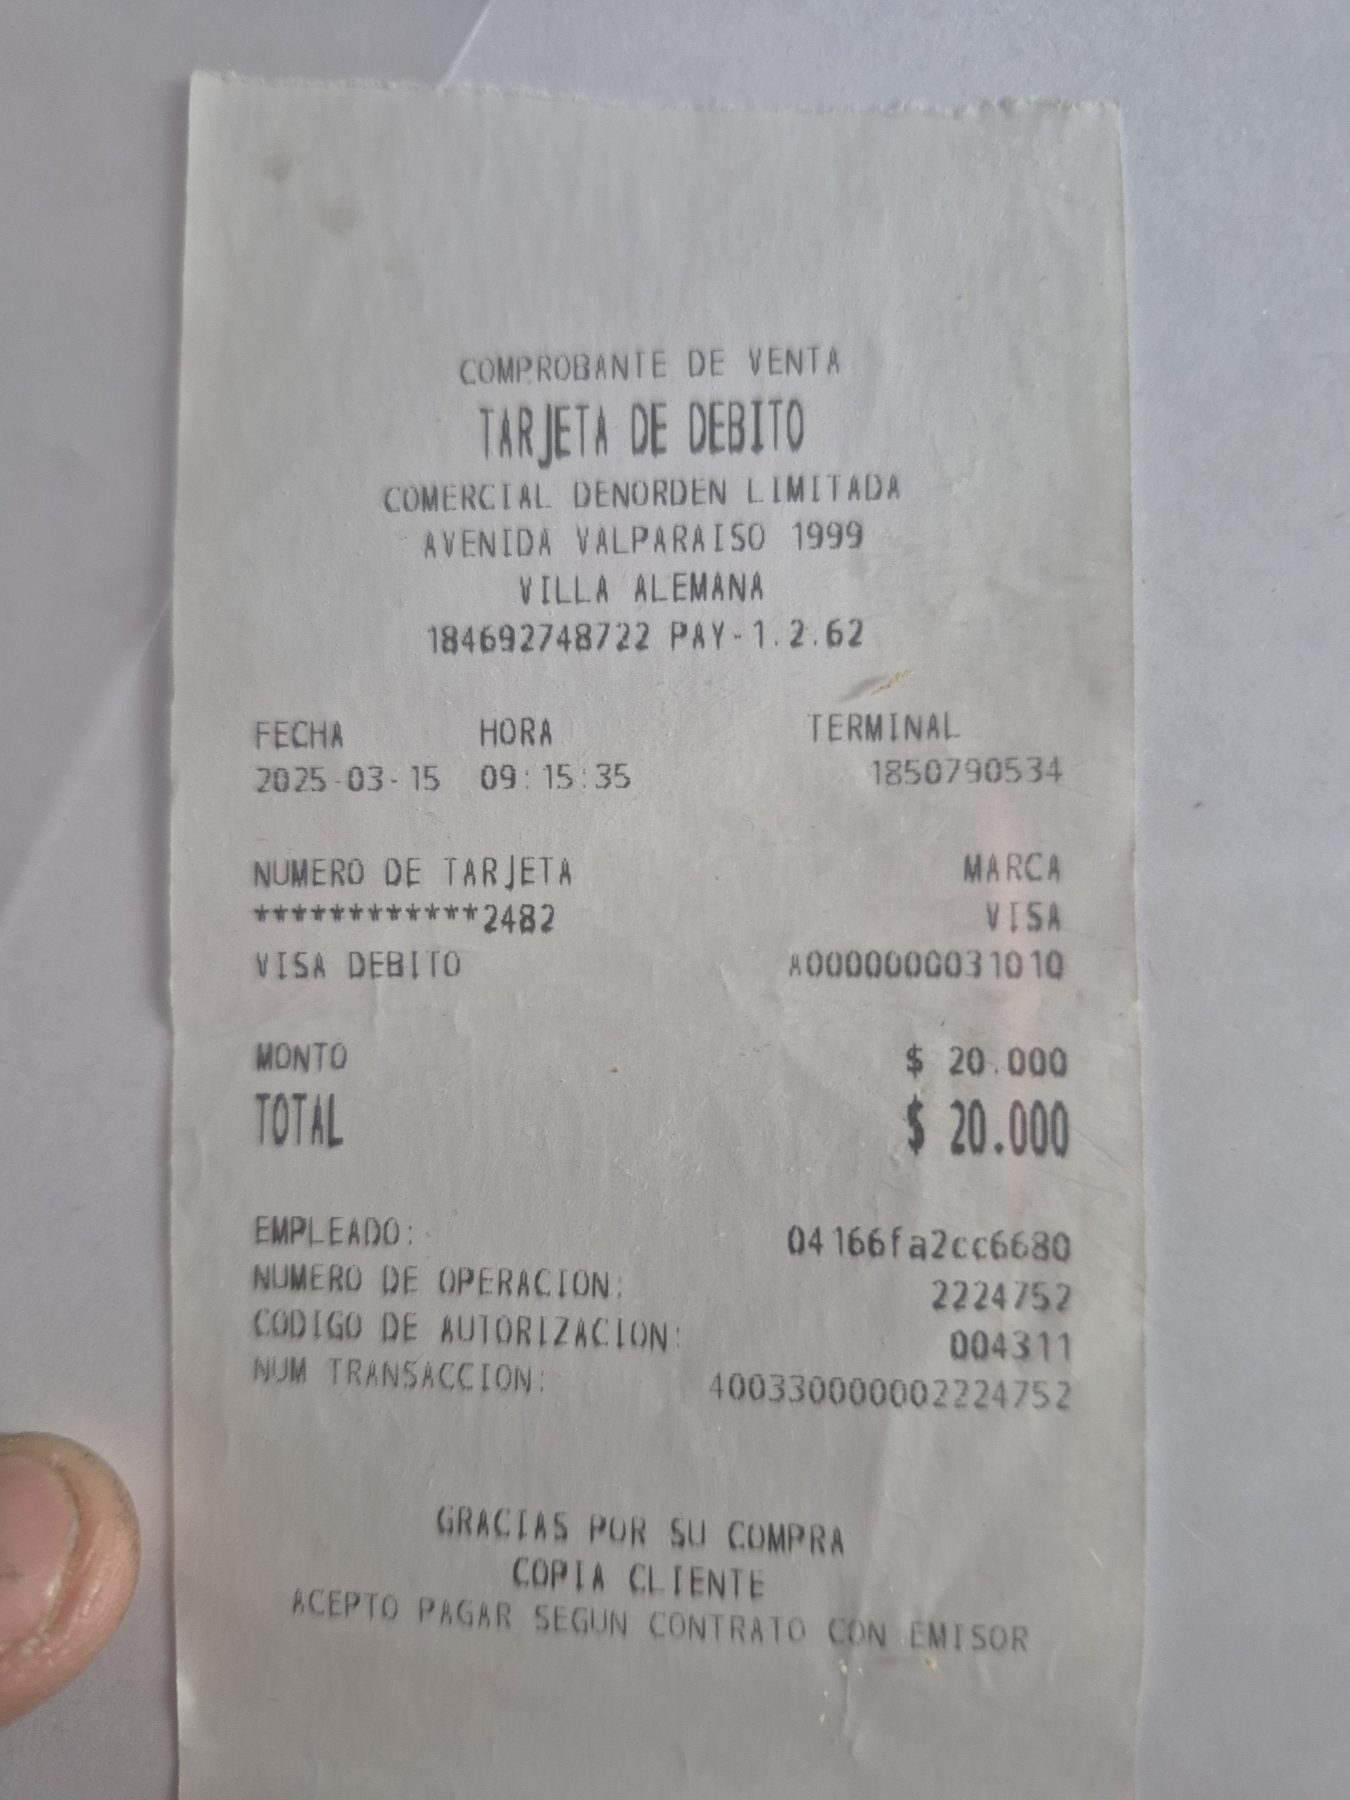 COMPROBANTE DE VENTA
TARJETA DE DEBITO
COMERCIAL DENORDEN LIMITADA
AVENIDA VALPARAISO 1999
VILLA ALEMANA
184692748722 PAY-1.2.62
FECHA HORA TERMINAL
2025-03-15 09:15:35 1850790534
NUMERO DE TARJETA MARCA
************2482 VISA
VISA DEBITO A0000000031010
MONTO $ 20.000
TOTAL $ 20.000
EMPLEADO: 04166fa2cc6680
NUMERO DE OPERACION: 2224752
CODIGO DE AUTORIZACION: 004311
NUM TRANSACCION: 400330000002224752
GRACIAS POR SU COMPRA
COPIA CLIENTE
ACEPTO PAGAR SEGUN CONTRATO CON EMISOR